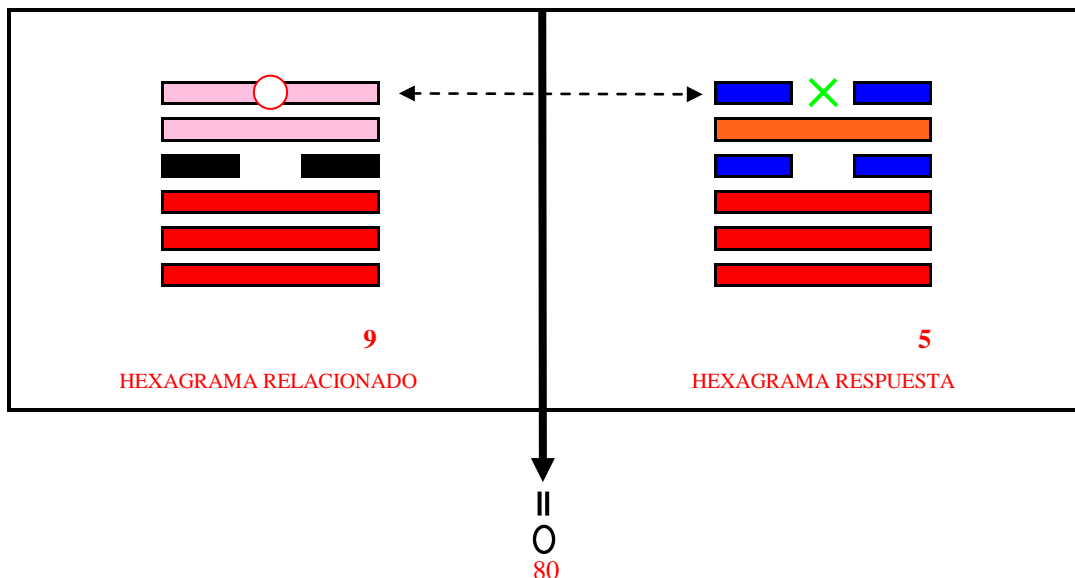 9
HEXAGRAMA RELACIONADO
5
HEXAGRAMA RESPUESTA
=
O
80